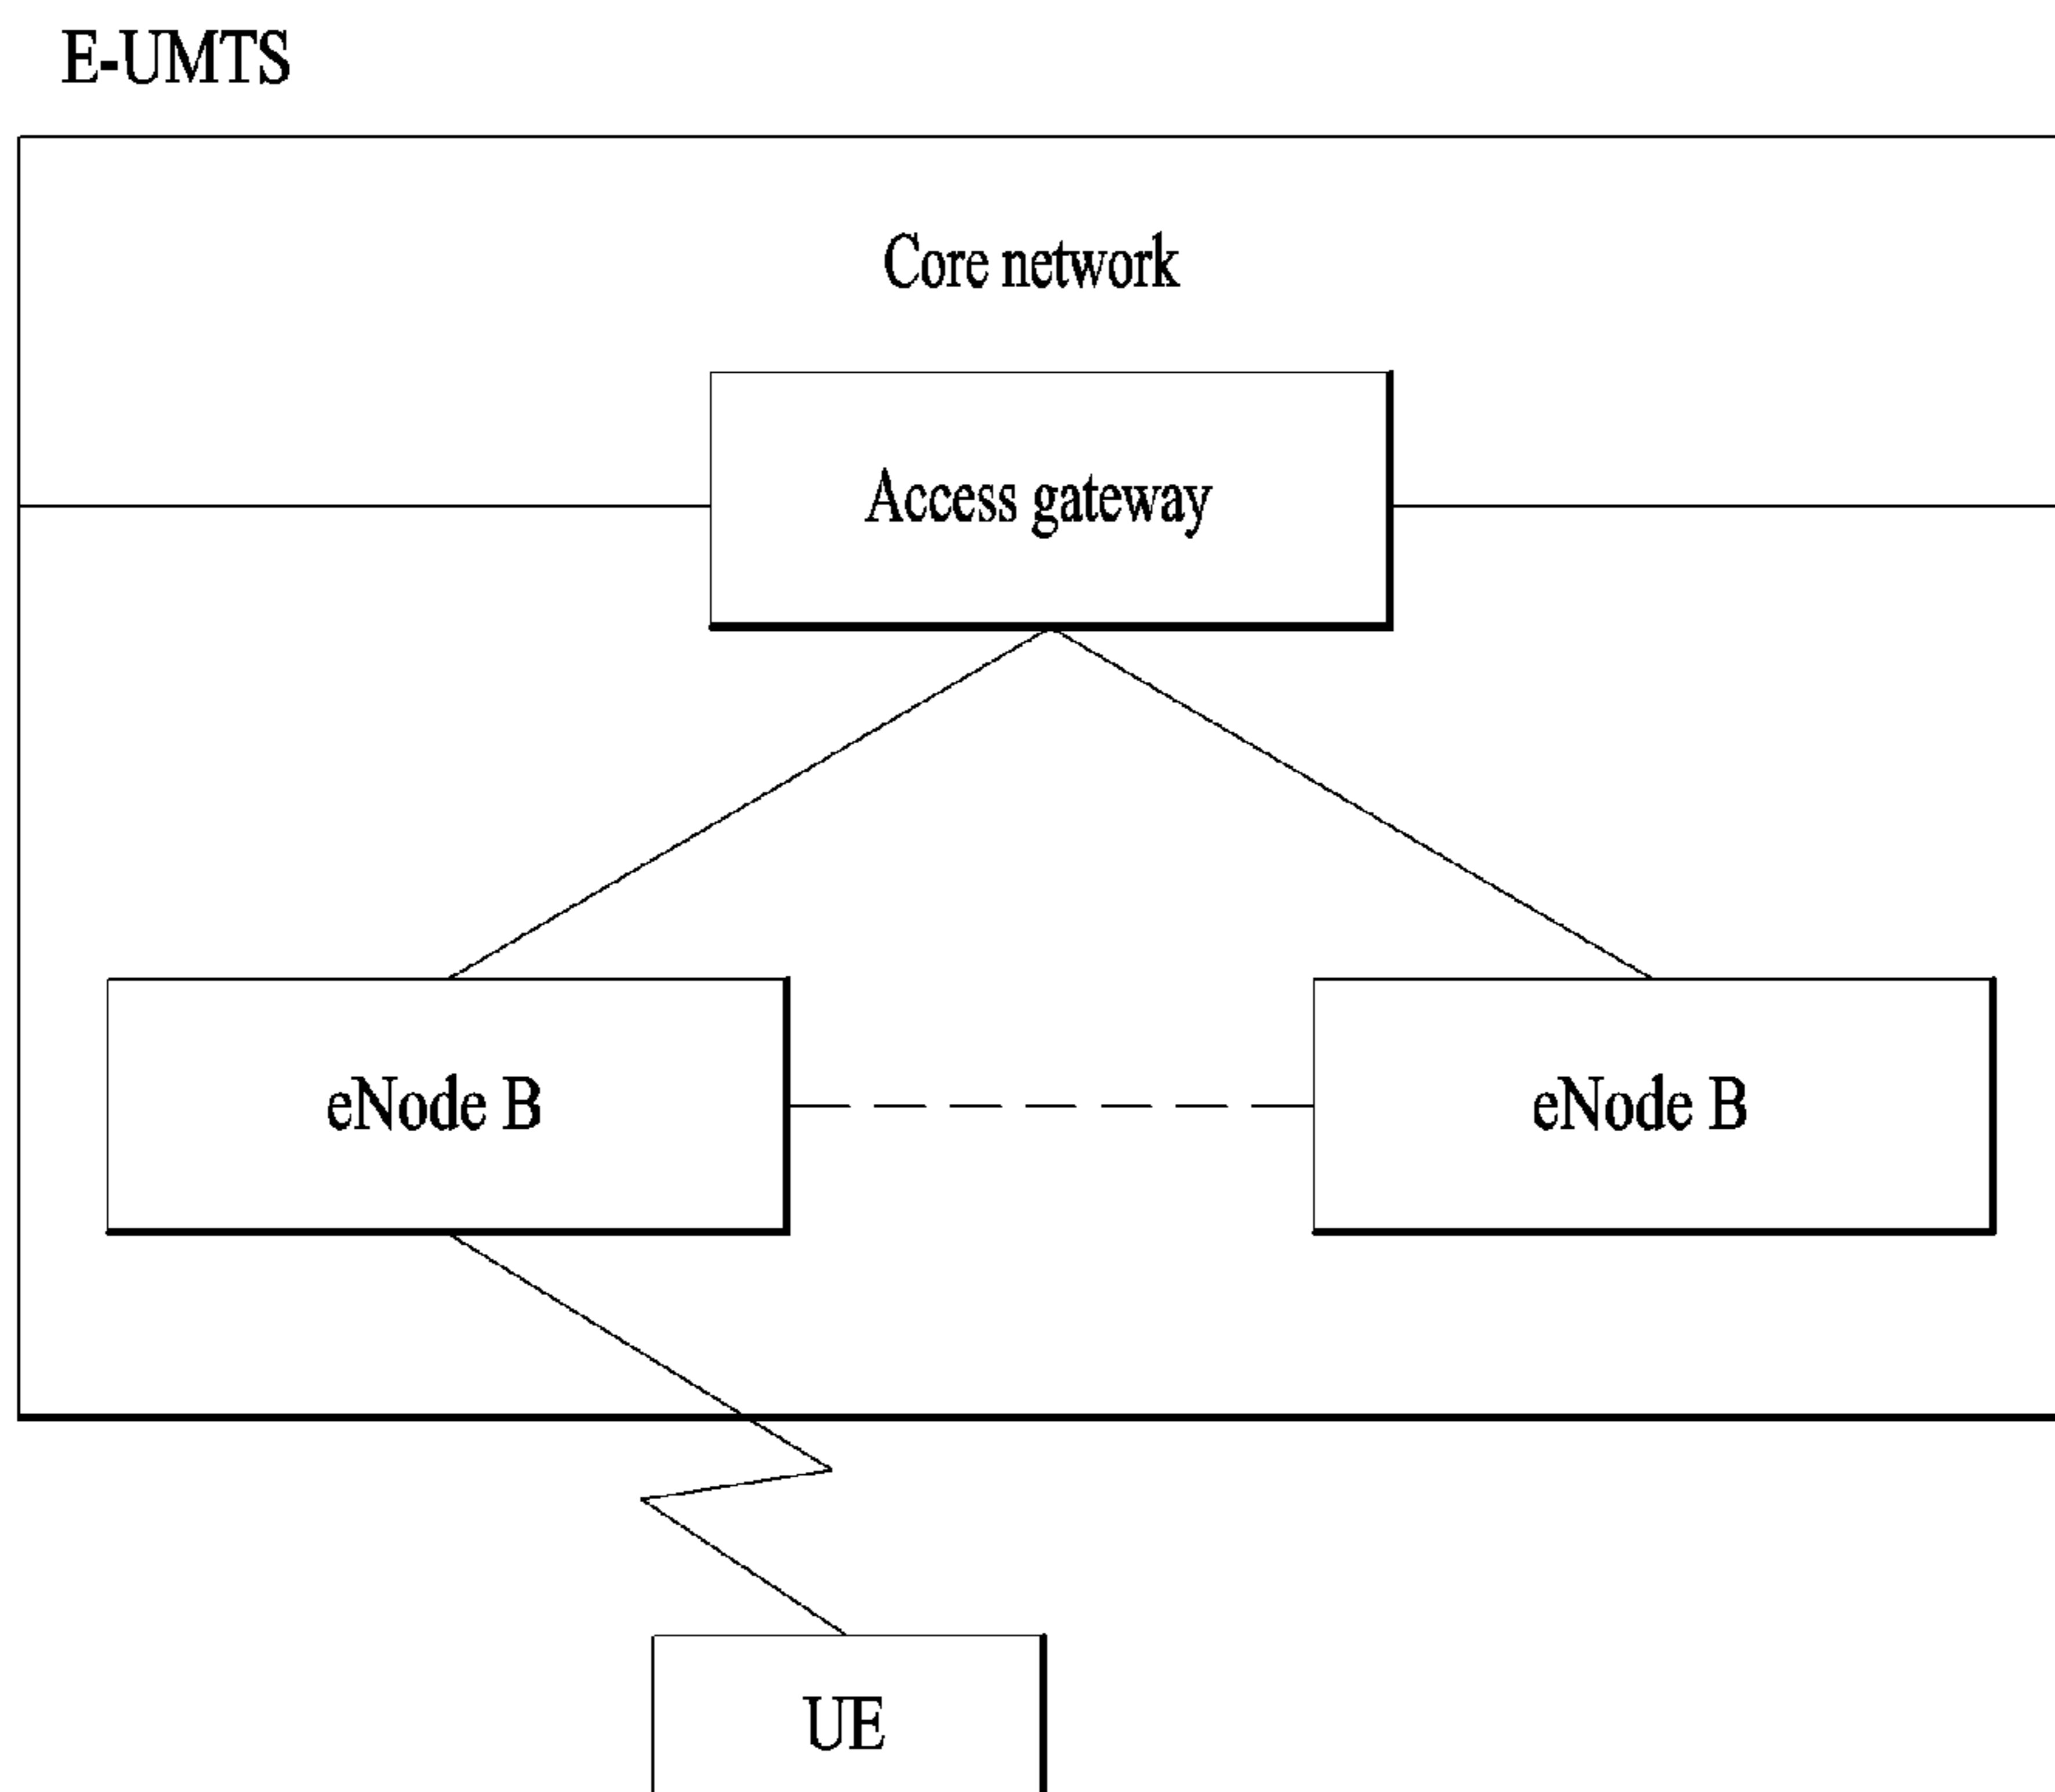 E-UMTS
Core network
Access gateway
eNode B
eNode B
UE